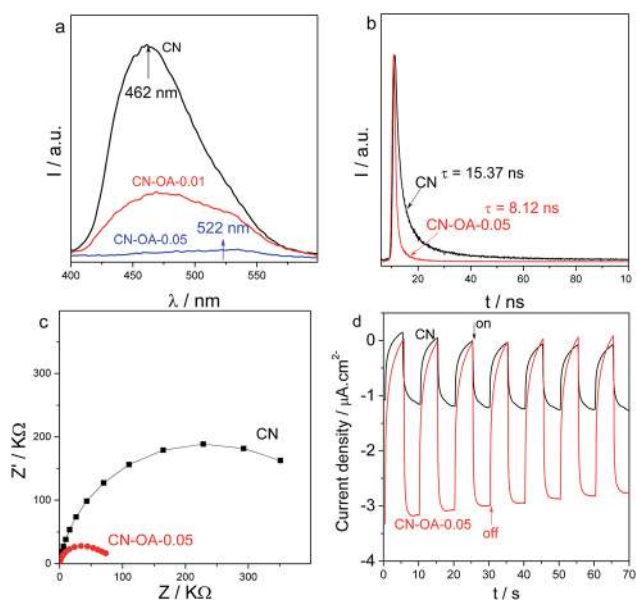 a
CN
462 nm
CN-OA-0.01
522 nm
CN-OA-0.05
I / a.u.
400 450 500 550
λ / nm
b
τ = 15.37 ns
CN
τ = 8.12 ns
CN-OA-0.05
I / a.u.
20 40 60 80 100
t / ns
c
CN
CN-OA-0.05
Z' / KΩ
300
200
100
0
0 100 200 300
Z / KΩ
d
on
CN
CN-OA-0.05
off
Current density / μA.cm²⁻
0
-1
-2
-3
-4
0 10 20 30 40 50 60 70
t / s